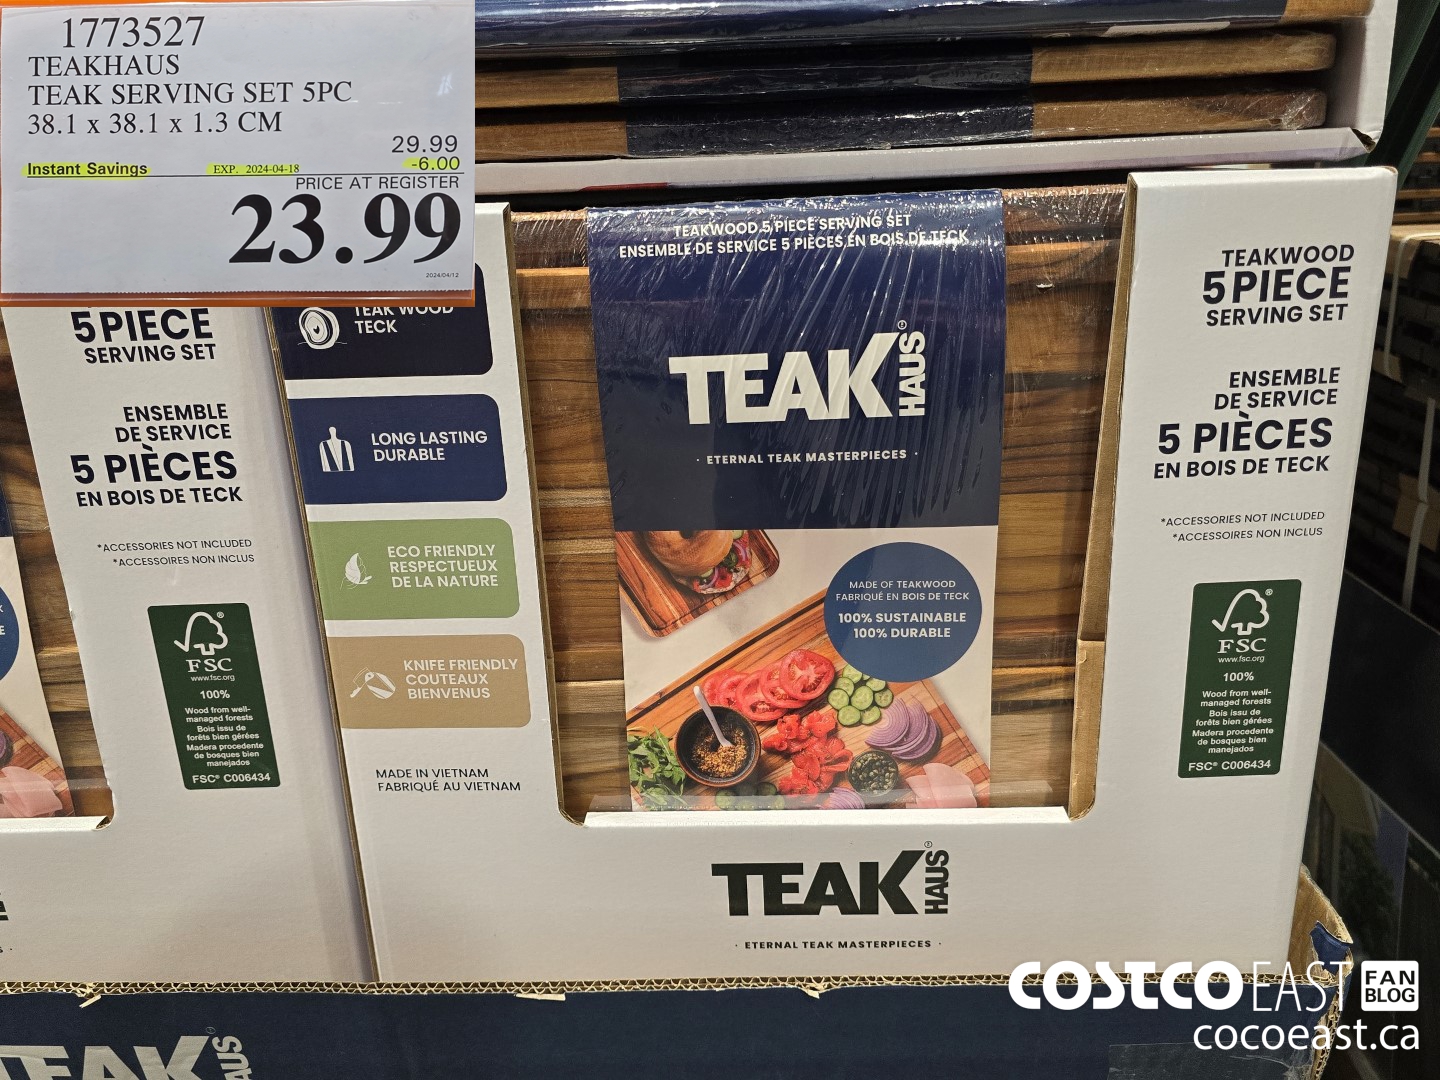 1773527
TEAKHAUS
TEAK SERVING SET 5PC
38.1 x 38.1 x 1.3 CM
29.99
Instant Savings EXP. 2024-04-18 -6.00
PRICE AT REGISTER
23.99
2024/04/12
5 PIECE
SERVING SET
ENSEMBLE
DE SERVICE
5 PIÈCES
EN BOIS DE TECK
*ACCESSORIES NOT INCLUDED
*ACCESSOIRES NON INCLUS
FSC
www.fsc.org
100%
Wood from well-
managed forests
Bois issu de
forêts bien gérées
Madera procedente
de bosques bien
manejados
FSC® C006434
TEAK WOOD
TECK
LONG LASTING
DURABLE
ECO FRIENDLY
RESPECTUEUX
DE LA NATURE
KNIFE FRIENDLY
COUTEAUX
BIENVENUS
MADE IN VIETNAM
FABRIQUÉ AU VIETNAM
TEAKWOOD 5 PIECE SERVING SET
ENSEMBLE DE SERVICE 5 PIÈCES EN BOIS DE TECK
TEAK HAUS®
· ETERNAL TEAK MASTERPIECES ·
MADE OF TEAKWOOD
FABRIQUÉ EN BOIS DE TECK
100% SUSTAINABLE
100% DURABLE
TEAK HAUS®
· ETERNAL TEAK MASTERPIECES ·
TEAKWOOD
5 PIECE
SERVING SET
ENSEMBLE
DE SERVICE
5 PIÈCES
EN BOIS DE TECK
*ACCESSORIES NOT INCLUDED
*ACCESSOIRES NON INCLUS
FSC
www.fsc.org
100%
Wood from well-
managed forests
Bois issu de
forêts bien gérées
Madera procedente
de bosques bien
manejados
FSC® C006434
TEAK HAUS®
COSTCO EAST FAN BLOG
cocoeast.ca